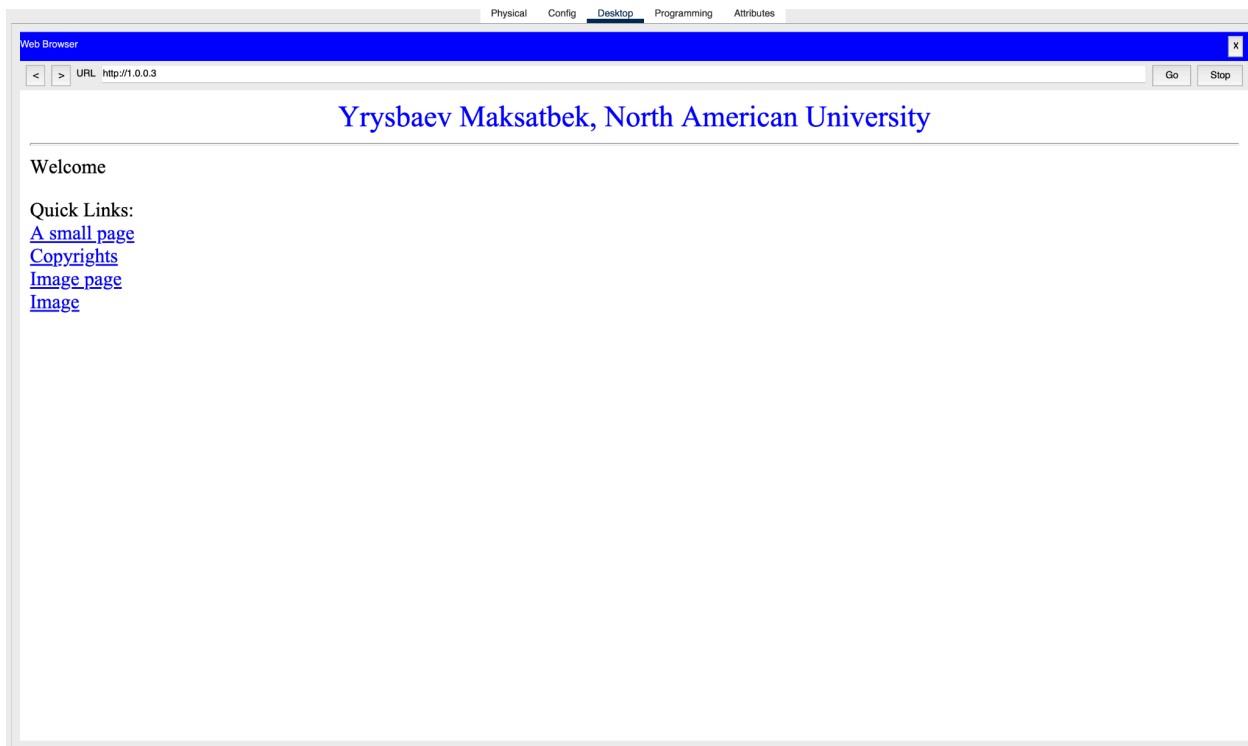 Physical Config Desktop Programming Attributes
Web Browser X
< > URL http://1.0.0.3 Go Stop
Yrysbaev Maksatbek, North American University
Welcome
Quick Links:
A small page
Copyrights
Image page
Image